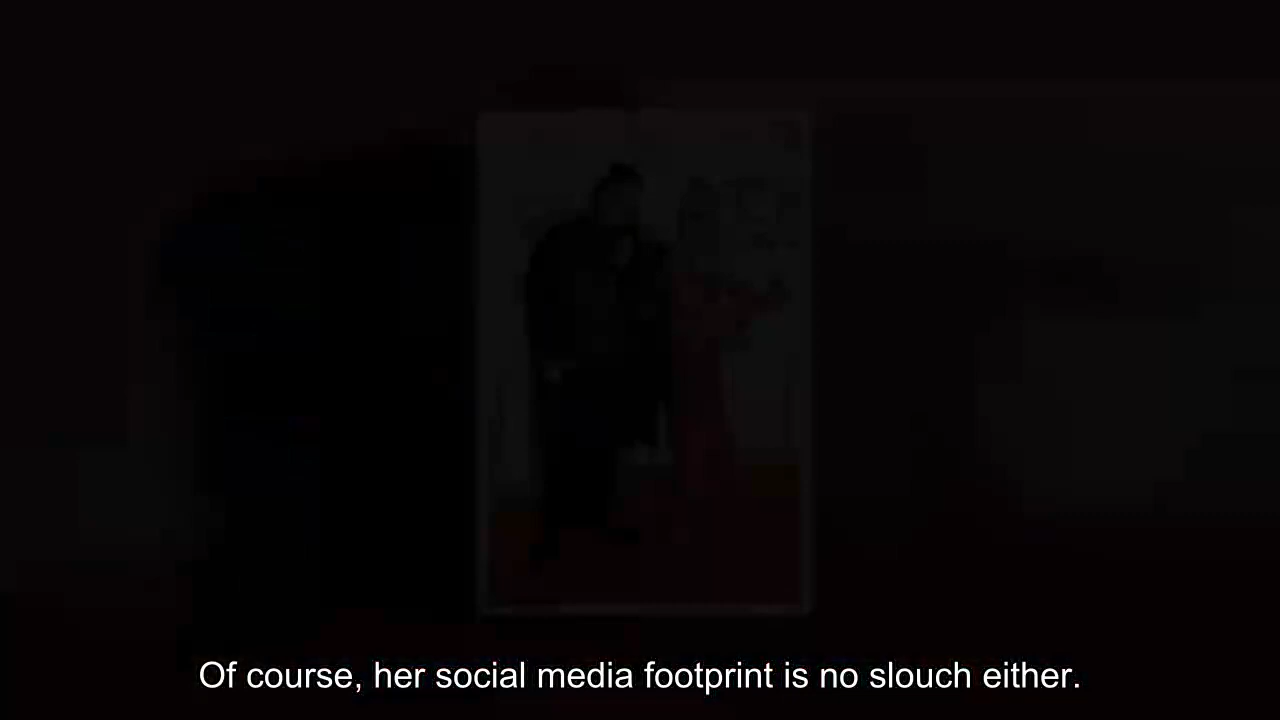 Of course, her social media footprint is no slouch either.